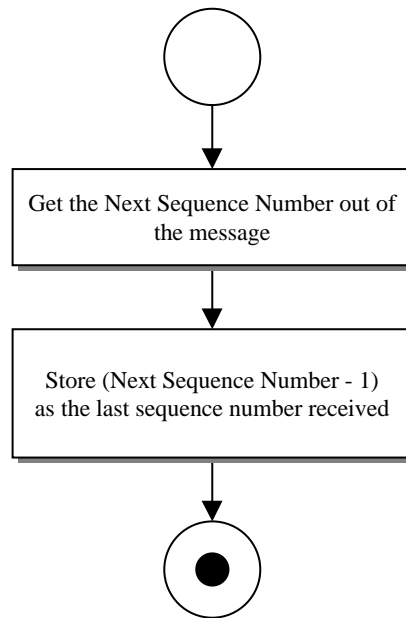 Get the Next Sequence Number out of
the message
Store (Next Sequence Number - 1)
as the last sequence number received